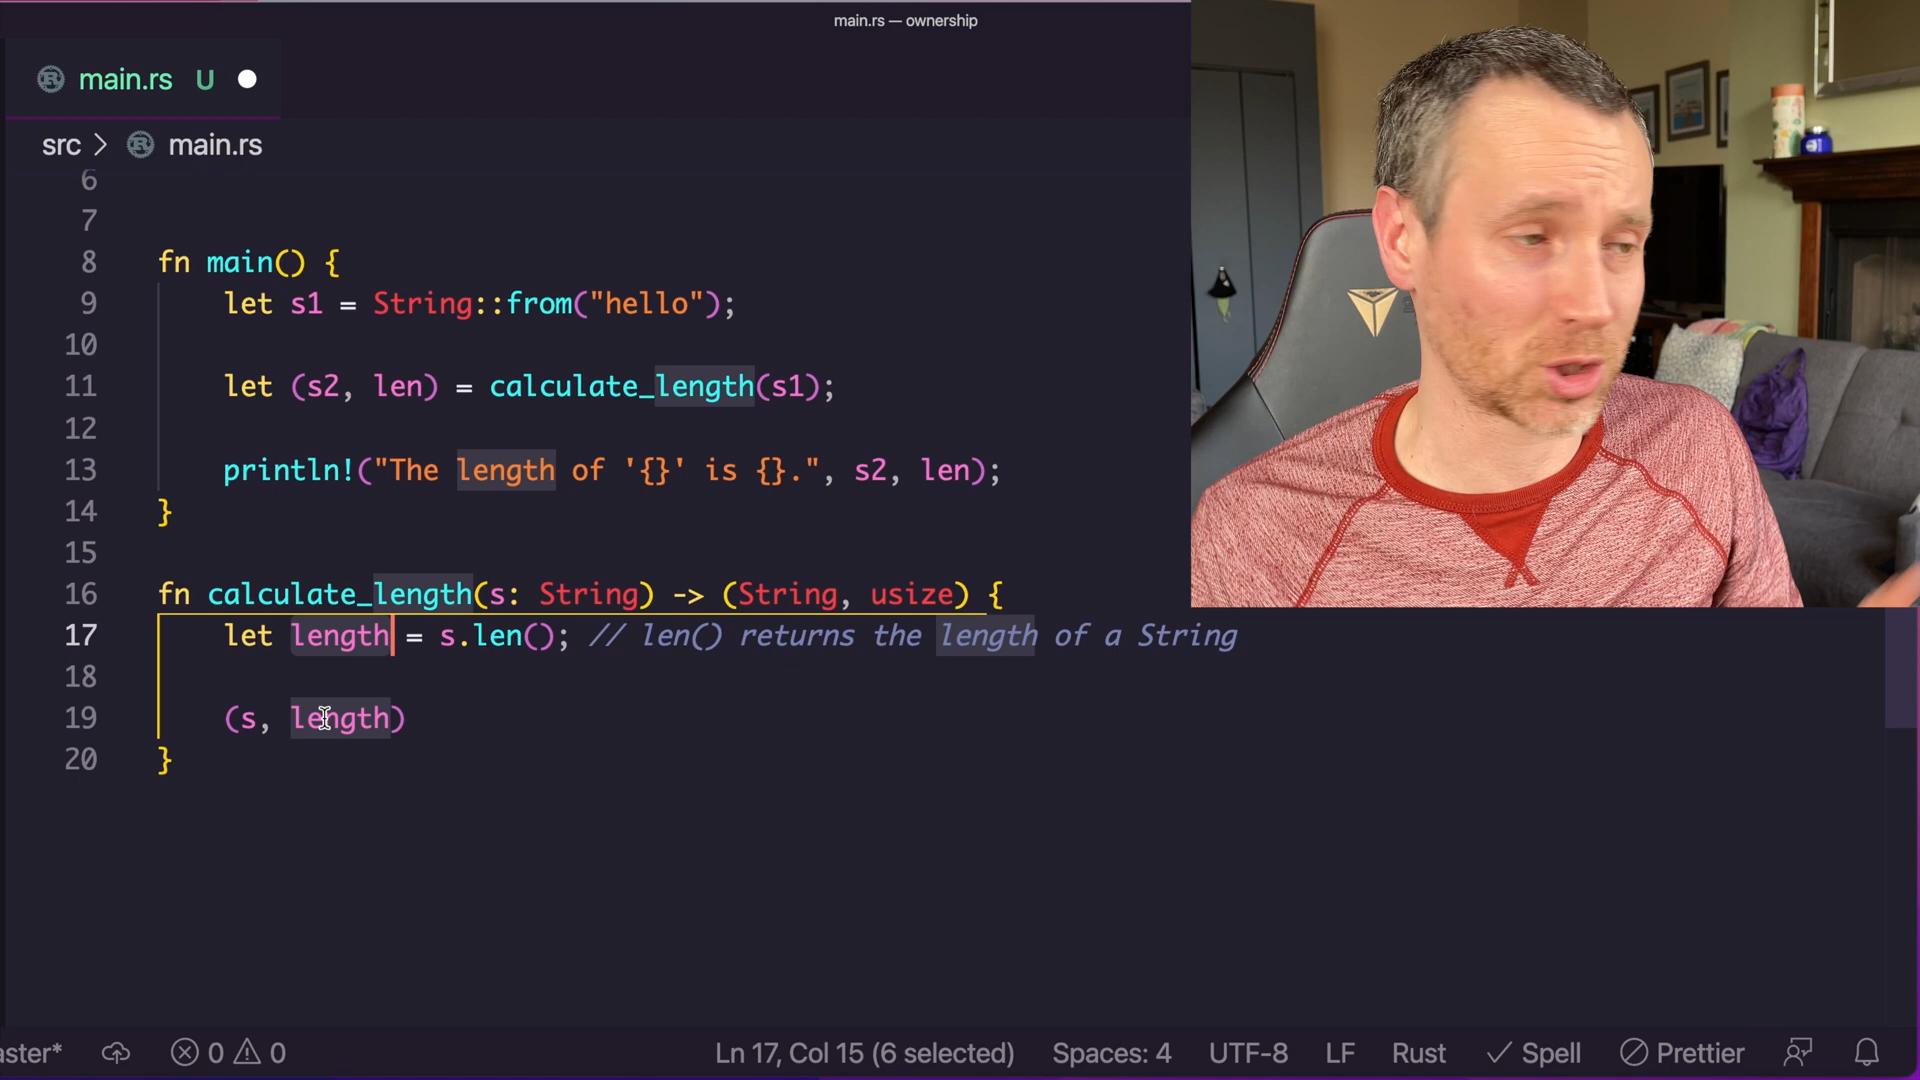 main.rs — ownership
main.rs U
src > main.rs
6
7
8 fn main() {
9 let s1 = String::from("hello");
10
11 let (s2, len) = calculate_length(s1);
12
13 println!("The length of '{}' is {}.", s2, len);
14 }
15
16 fn calculate_length(s: String) -> (String, usize) {
17 let length = s.len(); // len() returns the length of a String
18
19 (s, length)
20 }
aster* 0 0 Ln 17, Col 15 (6 selected) Spaces: 4 UTF-8 LF Rust Spell Prettier